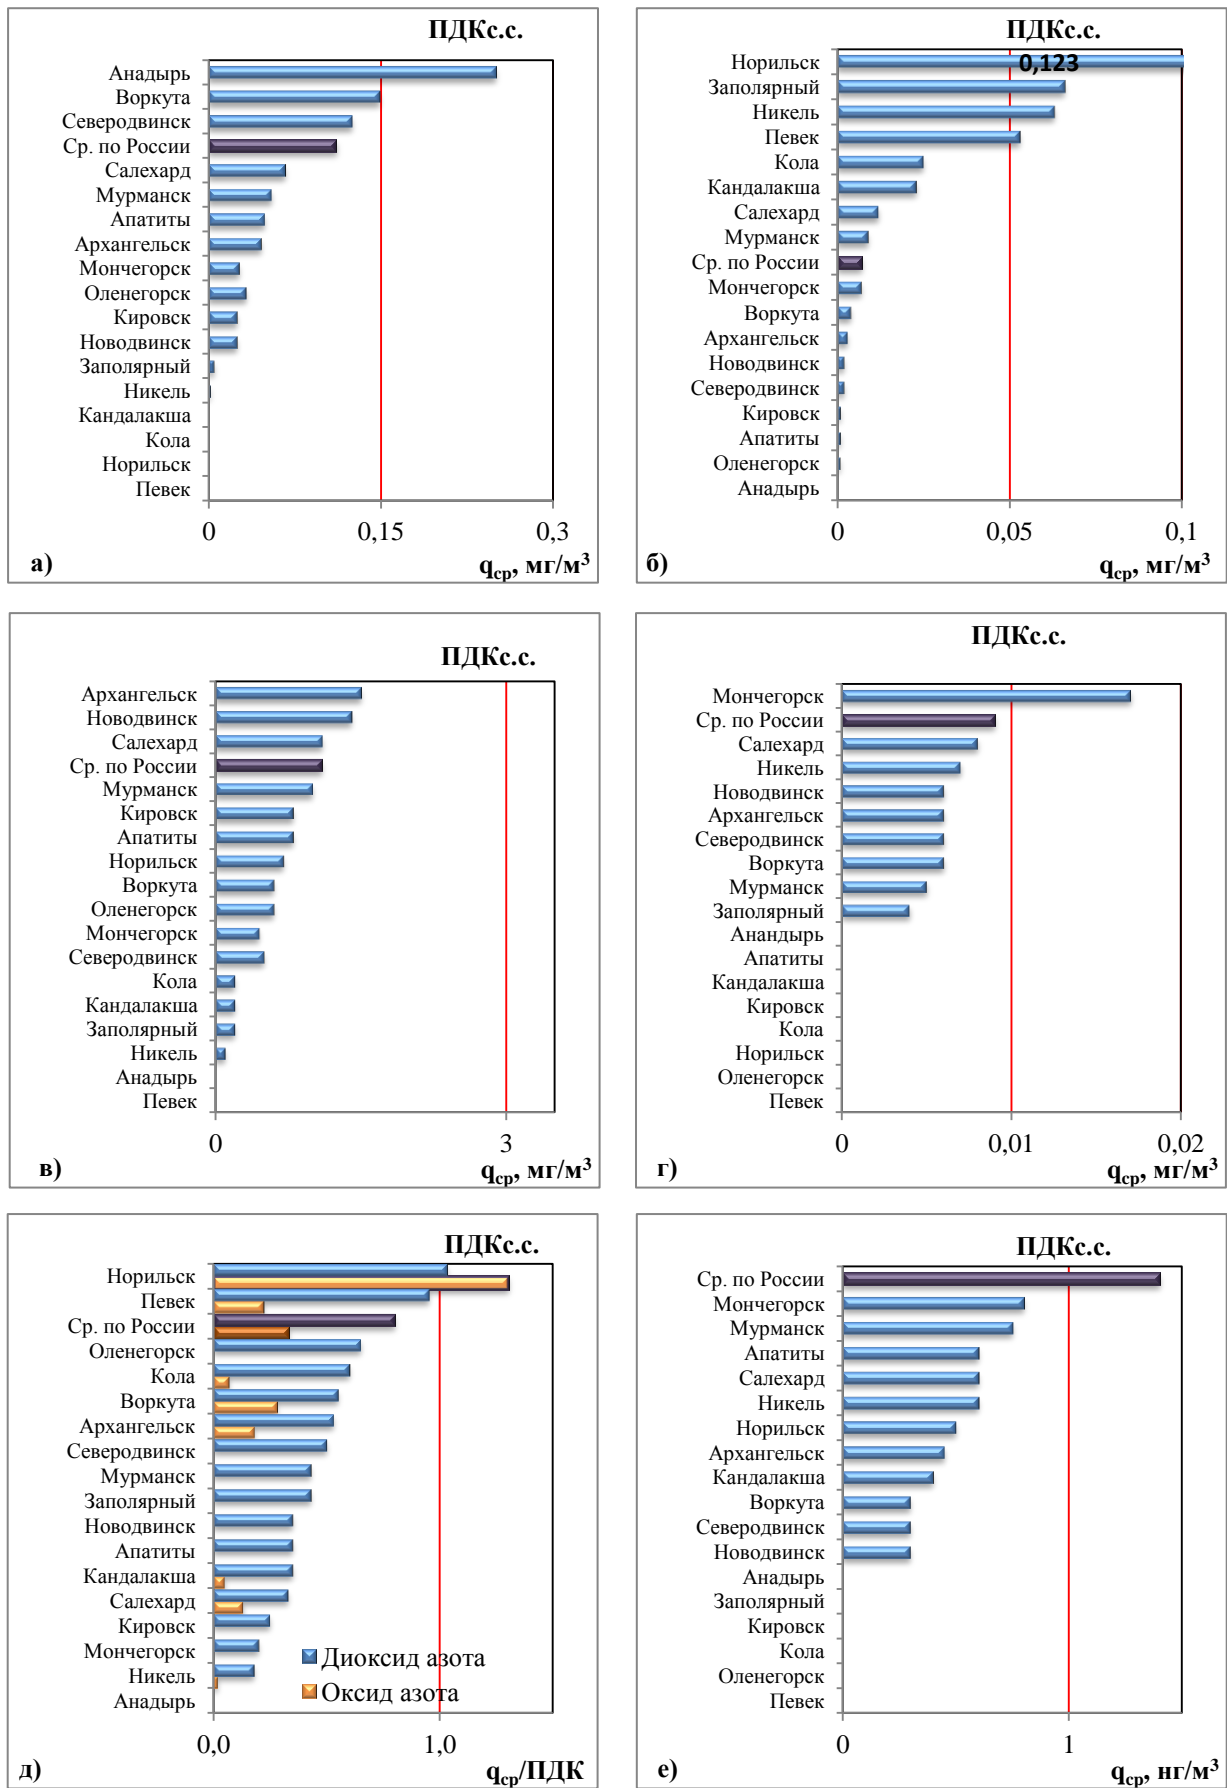 ПДКс.с.
Анадырь
Воркута
Северодвинск
Ср. по России
Салехард
Мурманск
Апатиты
Архангельск
Мончегорск
Оленегорск
Кировск
Новодвинск
Заполярный
Никель
Кандалакша
Кола
Норильск
Певек
0 0,15 0,3
а) qср, мг/м³
ПДКс.с.
Норильск 0,123
Заполярный
Никель
Певек
Кола
Кандалакша
Салехард
Мурманск
Ср. по России
Мончегорск
Воркута
Архангельск
Новодвинск
Северодвинск
Кировск
Апатиты
Оленегорск
Анадырь
0 0,05 0,1
б) qср, мг/м³
ПДКс.с.
Архангельск
Новодвинск
Салехард
Ср. по России
Мурманск
Кировск
Апатиты
Норильск
Воркута
Оленегорск
Мончегорск
Северодвинск
Кола
Кандалакша
Заполярный
Никель
Анадырь
Певек
0 3
в) qср, мг/м³
ПДКс.с.
Мончегорск
Ср. по России
Салехард
Никель
Новодвинск
Архангельск
Северодвинск
Воркута
Мурманск
Заполярный
Анандырь
Апатиты
Кандалакша
Кировск
Кола
Норильск
Оленегорск
Певек
0 0,01 0,02
г) qср, мг/м³
ПДКс.с.
Норильск
Певек
Ср. по России
Оленегорск
Кола
Воркута
Архангельск
Северодвинск
Мурманск
Заполярный
Новодвинск
Апатиты
Кандалакша
Салехард
Кировск
Мончегорск
Никель
Анадырь
Диоксид азота
Оксид азота
0,0 1,0
д) qср/ПДК
ПДКс.с.
Ср. по России
Мончегорск
Мурманск
Апатиты
Салехард
Никель
Норильск
Архангельск
Кандалакша
Воркута
Северодвинск
Новодвинск
Анадырь
Заполярный
Кировск
Кола
Оленегорск
Певек
0 1
е) qср, нг/м³